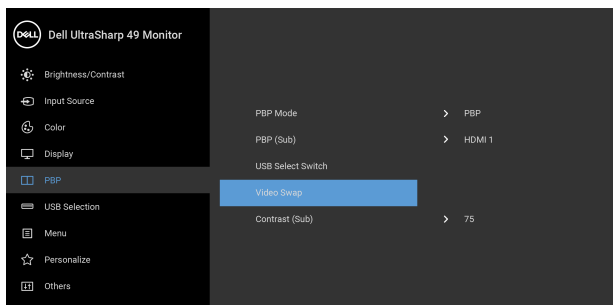 DELL Dell UltraSharp 49 Monitor
Brightness/Contrast
Input Source
Color
Display
PBP
USB Selection
Menu
Personalize
Others
PBP Mode PBP
PBP (Sub) HDMI 1
USB Select Switch
Video Swap
Contrast (Sub) 75